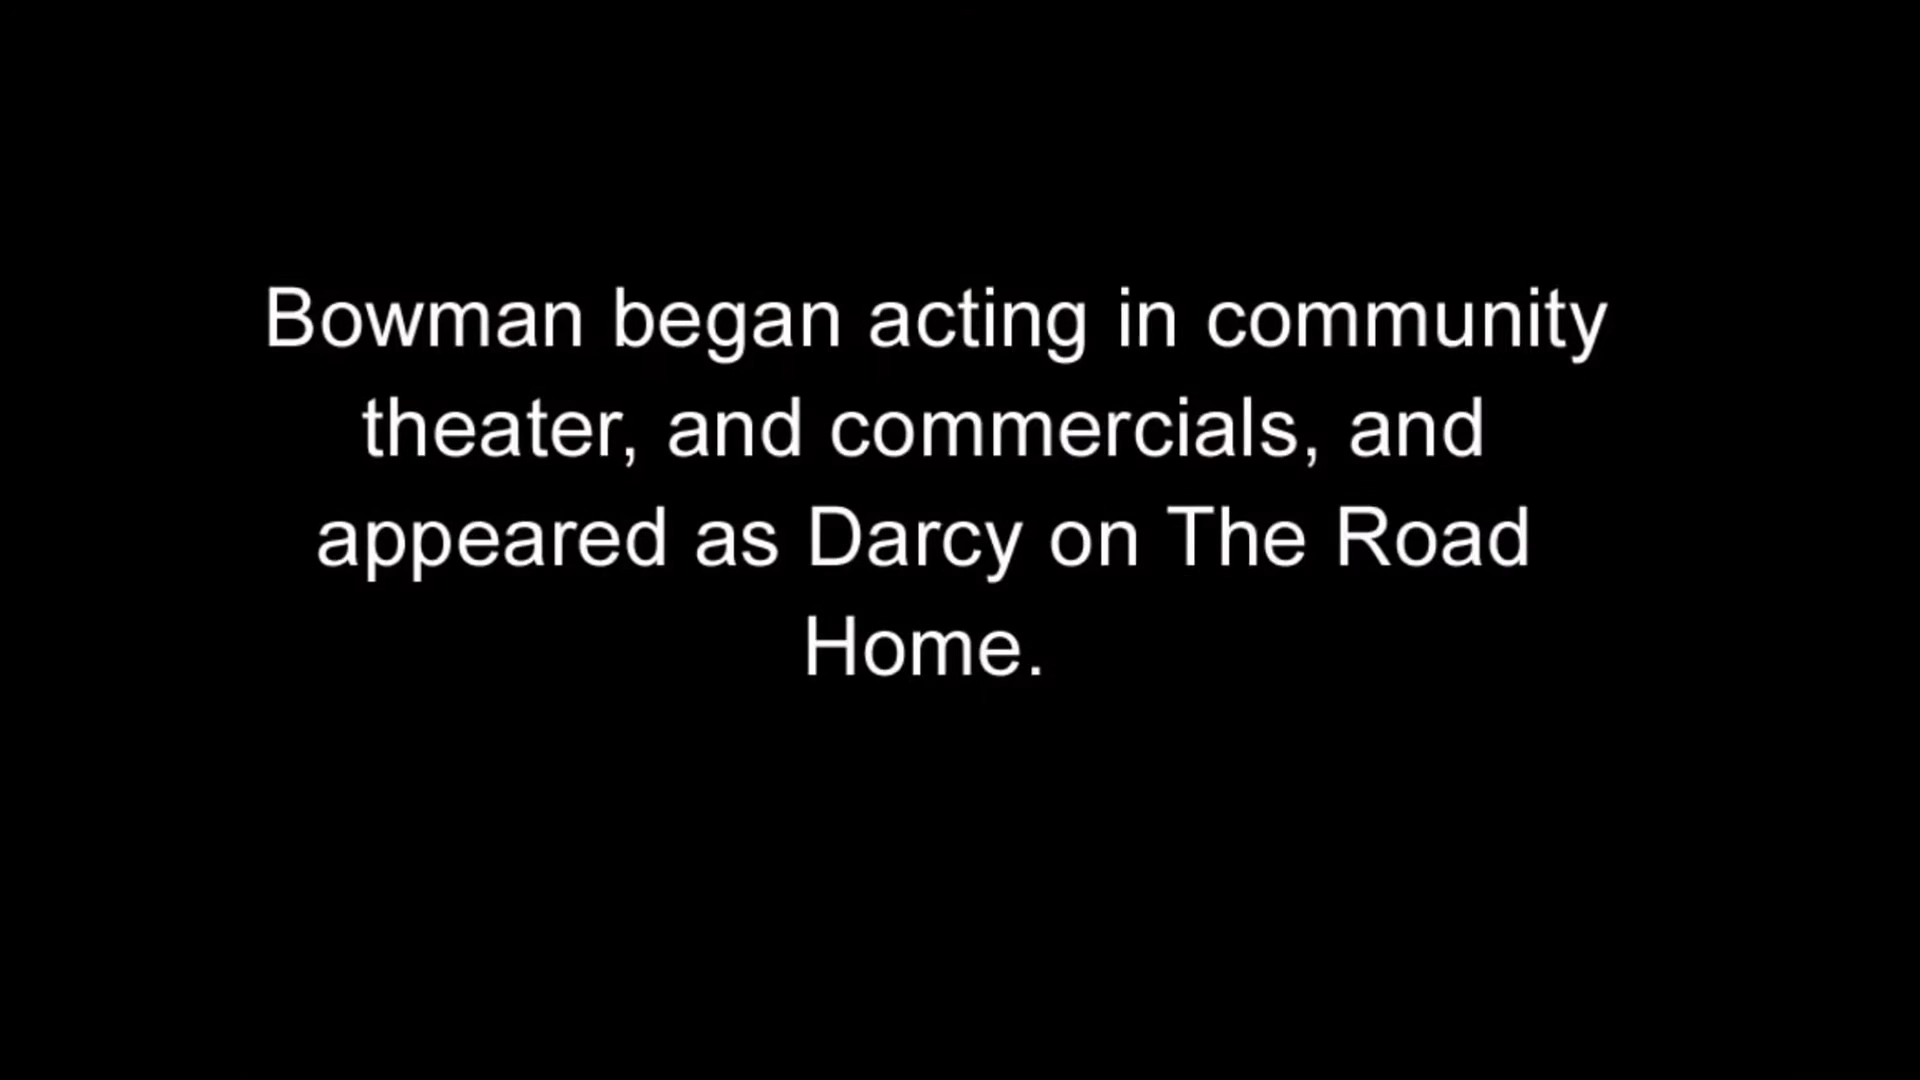 Bowman began acting in community
theater, and commercials, and
appeared as Darcy on The Road
Home.